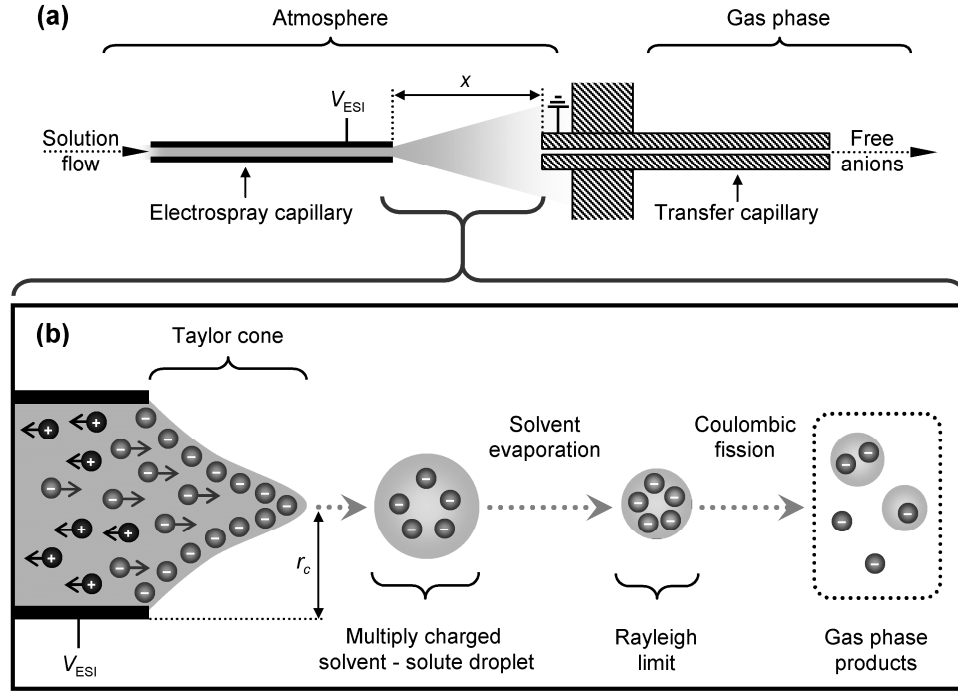 (a)
Atmosphere
Gas phase
x
V_ESI
Solution
flow
Free
anions
Electrospray capillary
Transfer capillary
(b)
Taylor cone
Solvent
evaporation
Coulombic
fission
r_c
V_ESI
Multiply charged
solvent - solute droplet
Rayleigh
limit
Gas phase
products